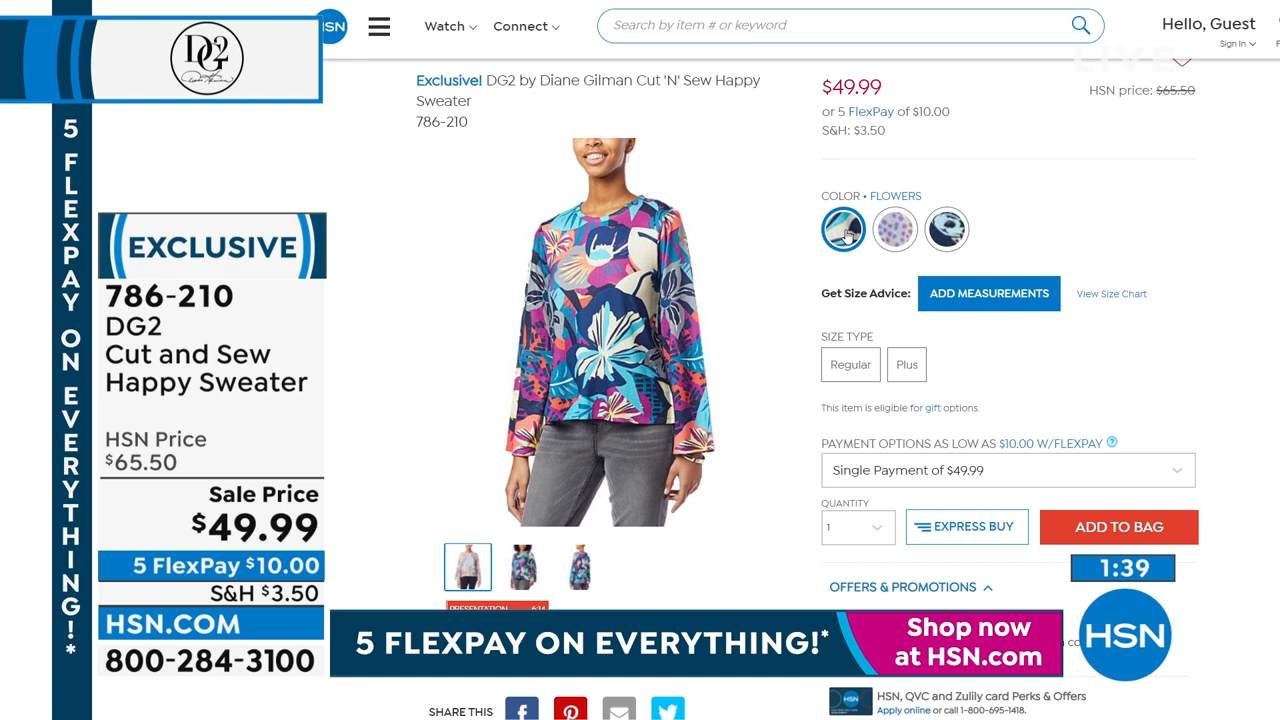 DG2
5 FLEXPAY ON EVERYTHING!*
EXCLUSIVE
786-210
DG2
Cut and Sew
Happy Sweater
HSN Price
$65.50
Sale Price
$49.99
5 FlexPay $10.00
S&H $3.50
HSN.COM
800-284-3100
HSN
Watch
Connect
Search by item # or keyword
Hello, Guest
Sign In
LIVE
Exclusive! DG2 by Diane Gilman Cut 'N' Sew Happy
Sweater
786-210
$49.99
HSN price: $65.50
or 5 FlexPay of $10.00
S&H: $3.50
COLOR • FLOWERS
Get Size Advice: ADD MEASUREMENTS View Size Chart
SIZE TYPE
Regular Plus
This item is eligible for gift options.
PAYMENT OPTIONS AS LOW AS $10.00 W/FLEXPAY ?
Single Payment of $49.99
QUANTITY
1
EXPRESS BUY
ADD TO BAG
1:39
OFFERS & PROMOTIONS
PRESENTATION 6:14
5 FLEXPAY ON EVERYTHING!*
Shop now
at HSN.com
HSN
HSN, QVC and Zulily card Perks & Offers
Apply online or call 1-800-695-1418.
SHARE THIS